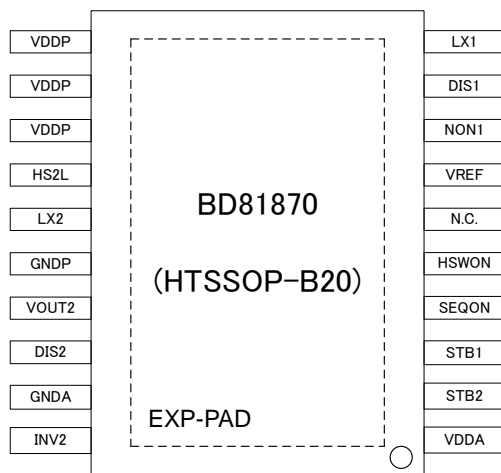 VDDP
VDDP
VDDP
HS2L
LX2
GNDP
VOUT2
DIS2
GNDA
INV2
BD81870
(HTSSOP-B20)
EXP-PAD
LX1
DIS1
NON1
VREF
N.C.
HSWON
SEQON
STB1
STB2
VDDA